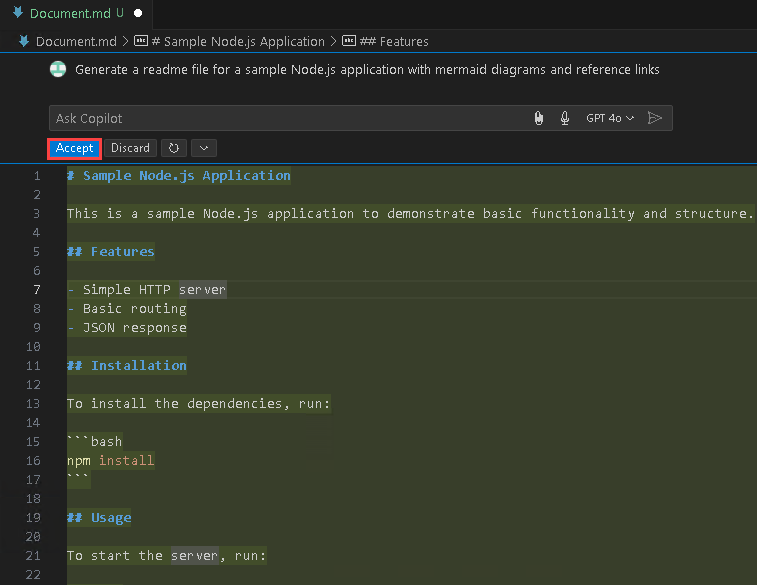 Document.md U
Document.md > # Sample Node.js Application > ## Features
Generate a readme file for a sample Node.js application with mermaid diagrams and reference links
Ask Copilot GPT 4o
Accept Discard
1 # Sample Node.js Application
2
3 This is a sample Node.js application to demonstrate basic functionality and structure.
4
5 ## Features
6
7 - Simple HTTP server
8 - Basic routing
9 - JSON response
10
11 ## Installation
12
13 To install the dependencies, run:
14
15 ```bash
16 npm install
17 ```
18
19 ## Usage
20
21 To start the server, run:
22